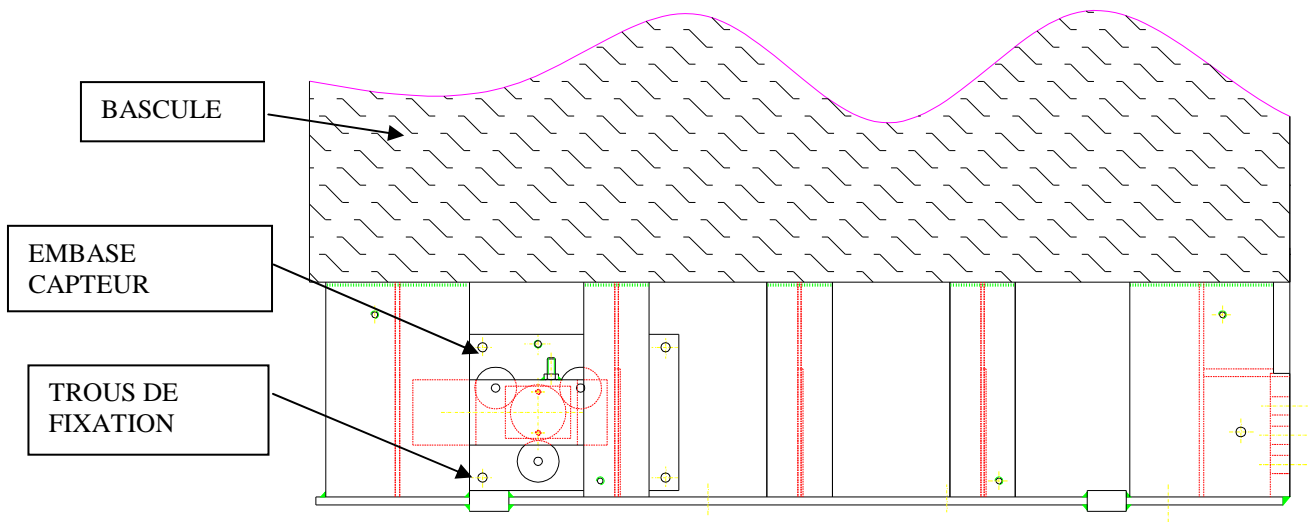 BASCULE
EMBASE
CAPTEUR
TROUS DE
FIXATION